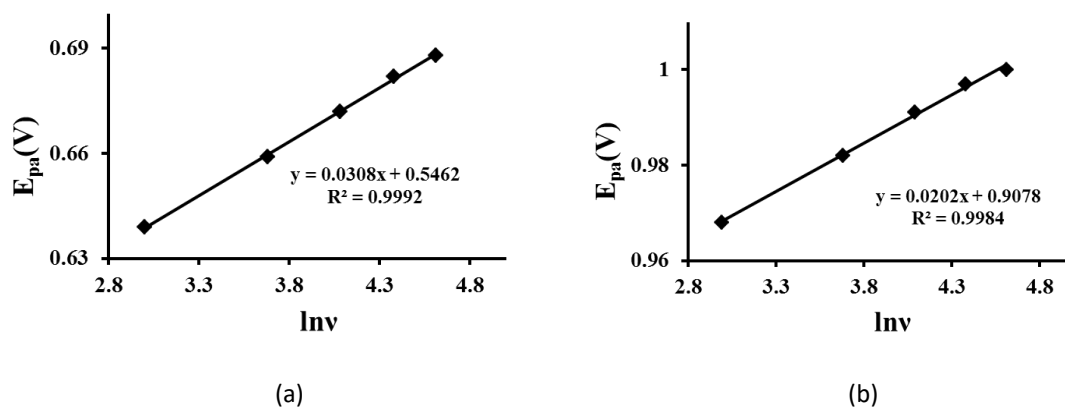 0.69
0.66
0.63
E_pa(V)
y = 0.0308x + 0.5462
R² = 0.9992
2.8 3.3 3.8 4.3 4.8
lnν
(a)
1
0.98
0.96
E_pa(V)
y = 0.0202x + 0.9078
R² = 0.9984
2.8 3.3 3.8 4.3 4.8
lnν
(b)